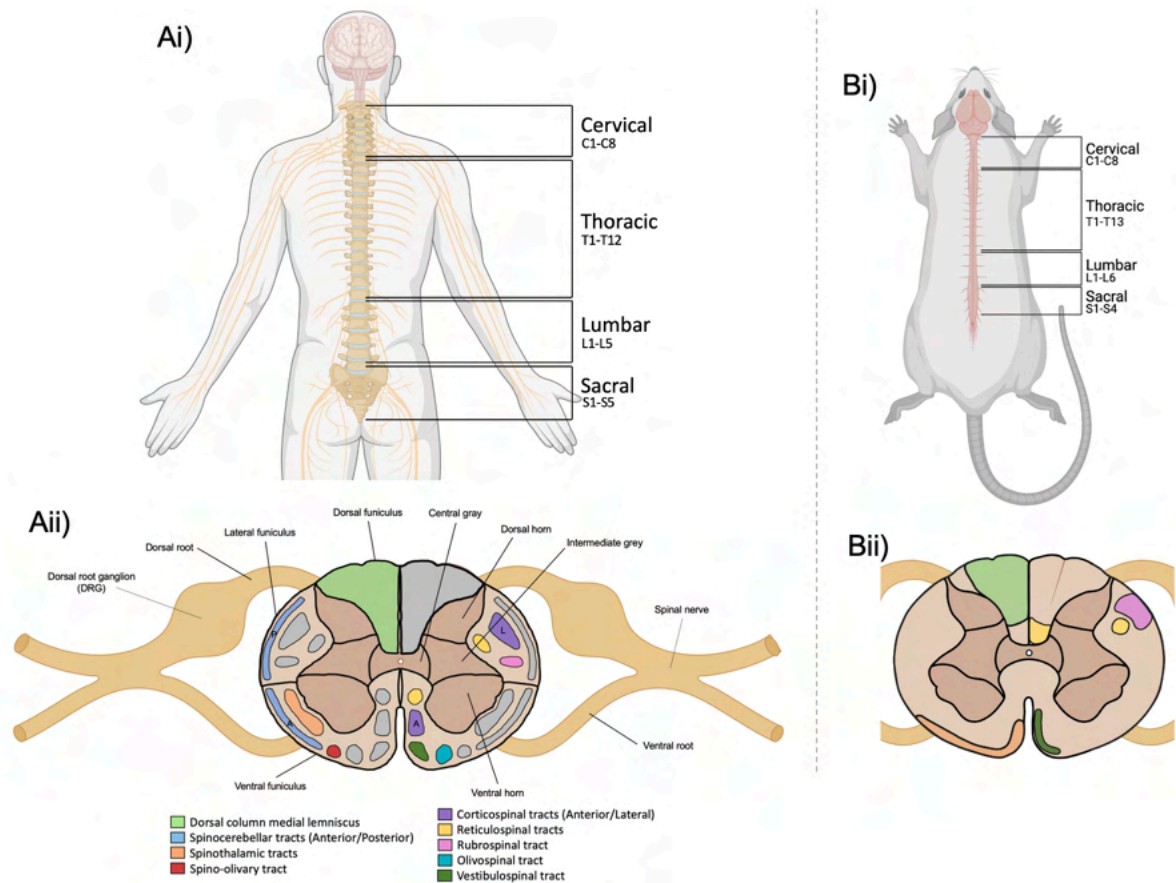 Ai)
Cervical
C1-C8
Thoracic
T1-T12
Lumbar
L1-L5
Sacral
S1-S5
Bi)
Cervical
C1-C8
Thoracic
T1-T13
Lumbar
L1-L6
Sacral
S1-S4
Aii)
Dorsal funiculus
Central gray
Lateral funiculus
Dorsal horn
Dorsal root
Intermediate grey
Dorsal root ganglion
(DRG)
Spinal nerve
P
L
A
A
Ventral root
Ventral funiculus
Ventral horn
Dorsal column medial lemniscus
Spinocerebellar tracts (Anterior/Posterior)
Spinothalamic tracts
Spino-olivary tract
Corticospinal tracts (Anterior/Lateral)
Reticulospinal tracts
Rubrospinal tract
Olivospinal tract
Vestibulospinal tract
Bii)